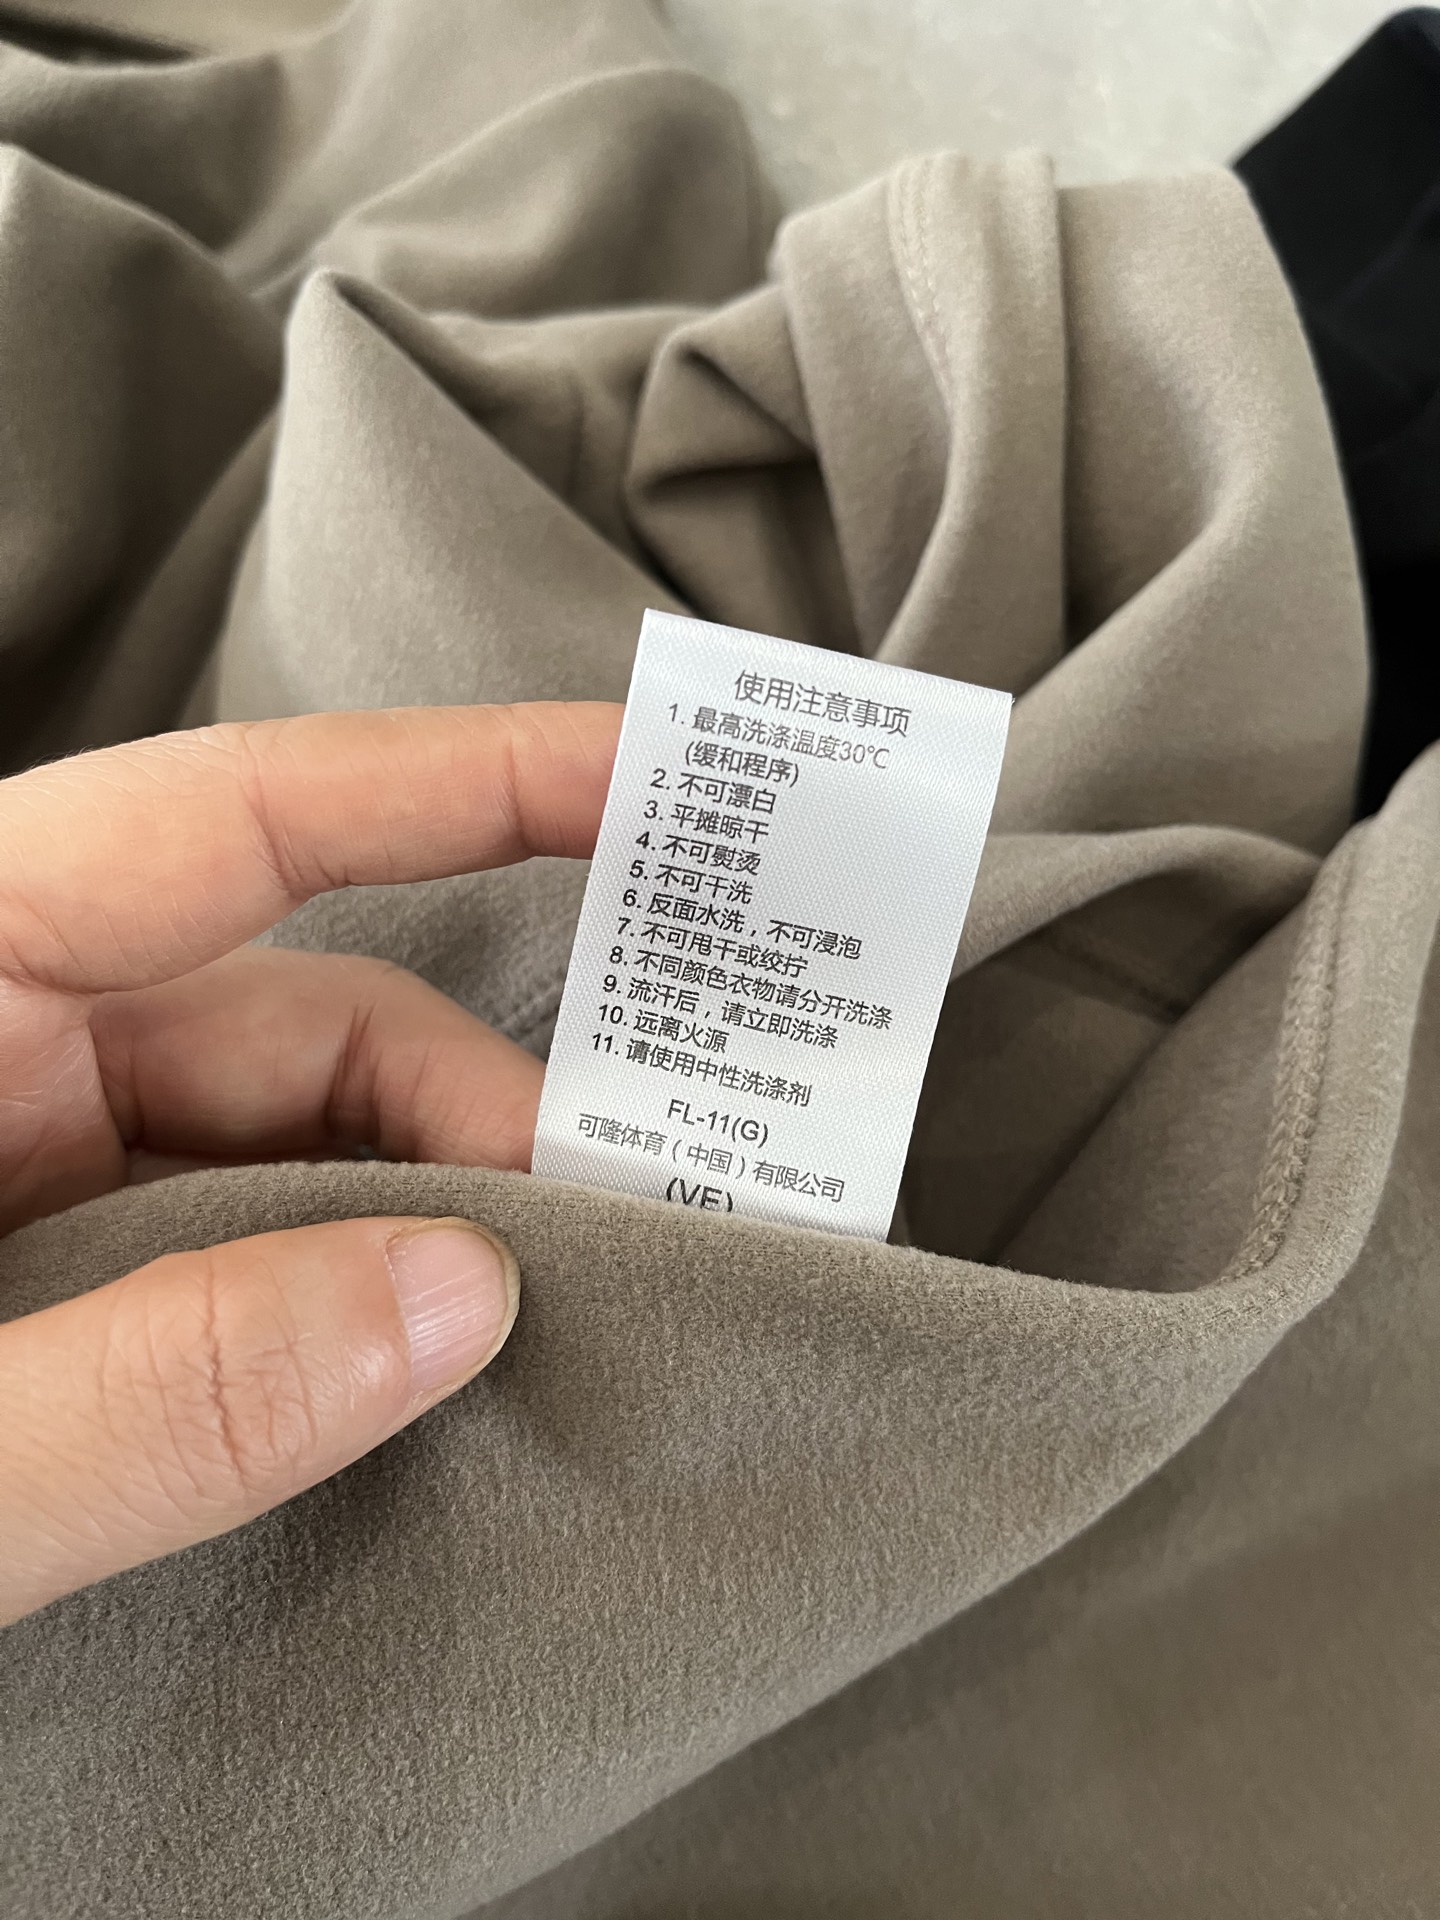 使用注意事项
1. 最高洗涤温度30℃
(缓和程序)
2. 不可漂白
3. 平摊晾干
4. 不可熨烫
5. 不可干洗
6. 反面水洗，不可浸泡
7. 不可甩干或绞拧
8. 不同颜色衣物请分开洗涤
9. 流汗后，请立即洗涤
10. 远离火源
11. 请使用中性洗涤剂
FL-11(G)
可隆体育（中国）有限公司
(VE)